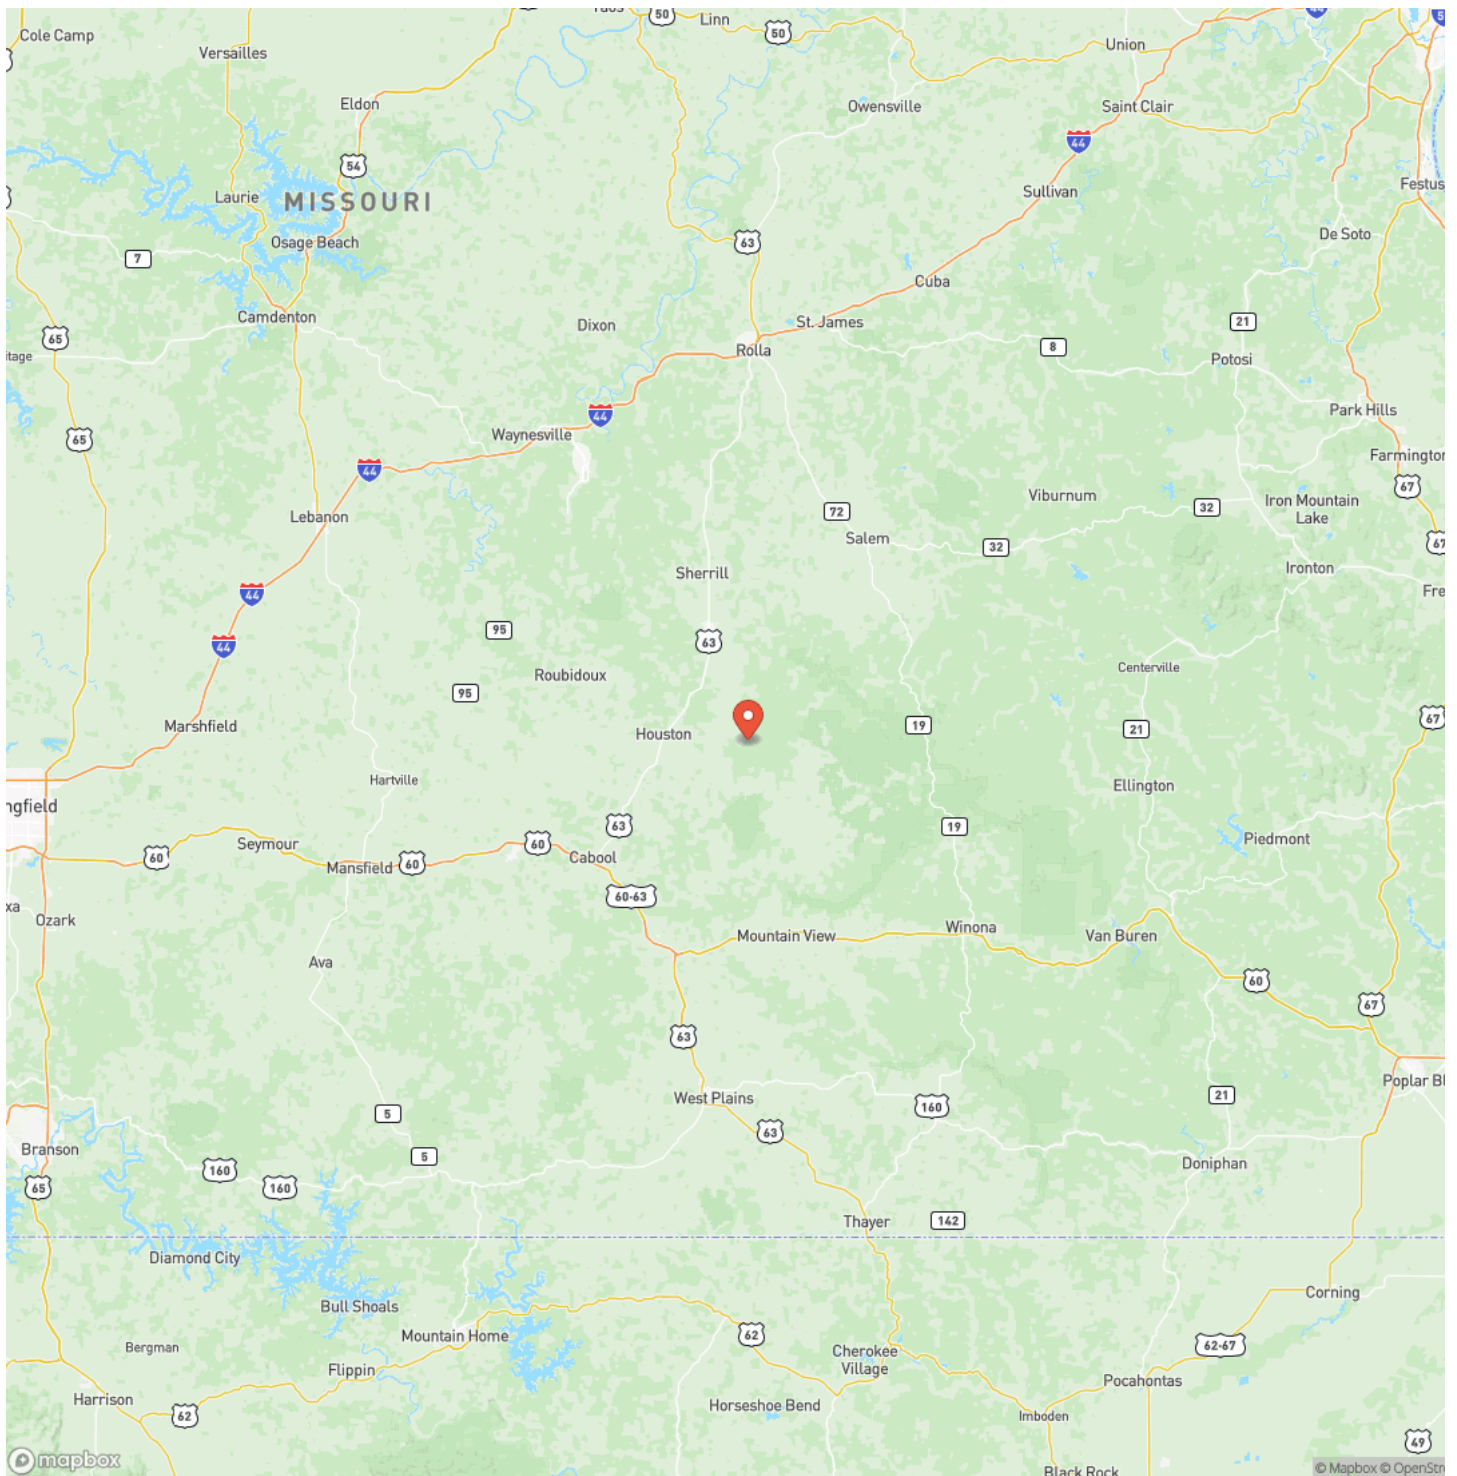 50
Linn
50
Cole Camp
Union
Versailles
Eldon
Owensville
Saint Clair
44
44
54
Sullivan
Festus
Laurie
MISSOURI
De Soto
Osage Beach
63
7
Cuba
Camdenton
Dixon
St. James
21
65
Rolla
8
Potosi
Park Hills
44
65
Waynesville
Farmington
44
67
Viburnum
Iron Mountain
Lake
32
Lebanon
72
Salem
32
67
Sherrill
Ironton
44
95
63
44
Centerville
Roubidoux
95
67
Marshfield
Houston
19
21
Hartville
Ellington
ngfield
63
19
Piedmont
60
Seymour
60
Cabool
Mansfield
60
60-63
Ozark
Winona
Mountain View
Van Buren
Ava
60
67
63
Poplar Bl
West Plains
160
21
5
63
Branson
5
Doniphan
160
65
160
Thayer
142
Diamond City
Corning
Bull Shoals
Mountain Home
62
62-67
Bergman
Cherokee
Village
Flippin
Pocahontas
Harrison
Horseshoe Bend
62
Imboden
49
mapbox
© Mapbox © OpenStre
Black Rock